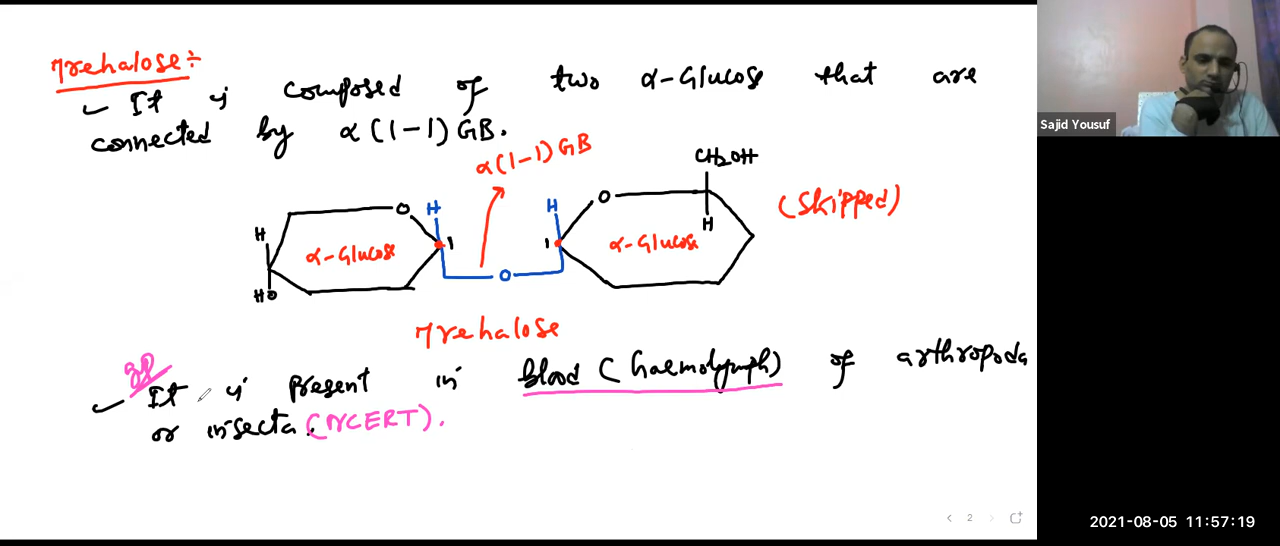 Trehalose ÷
It is composed of two α-Glucose that are
connected by α(1-1) GB.
α(1-1) GB
CH₂OH
O
H
H
O
(Skipped)
H
H
α-Glucose
1
1
α-Glucose
O
HO
Trehalose
It is present in blood (haemolymph) of arthropoda
or insecta. (NCERT).
Sajid Yousuf
2
2021-08-05 11:57:19